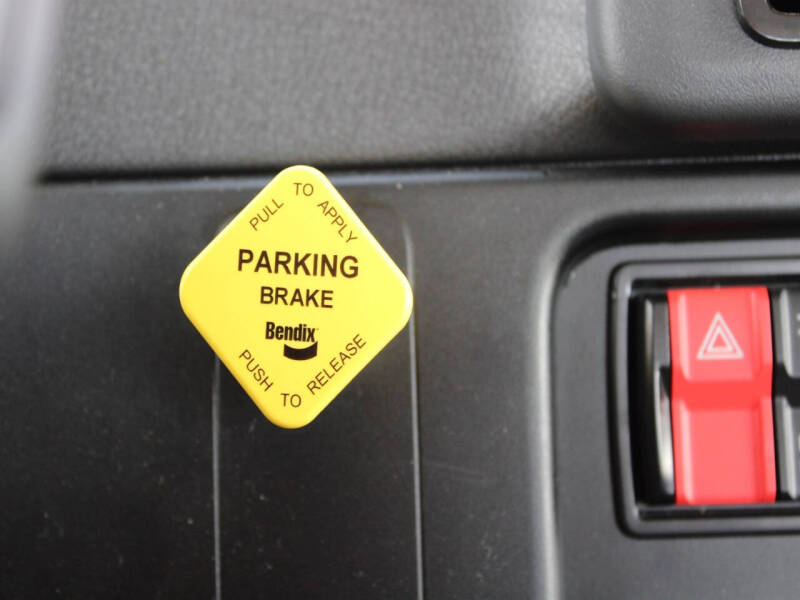 PULL TO APPLY
PARKING
BRAKE
Bendix
PUSH TO RELEASE